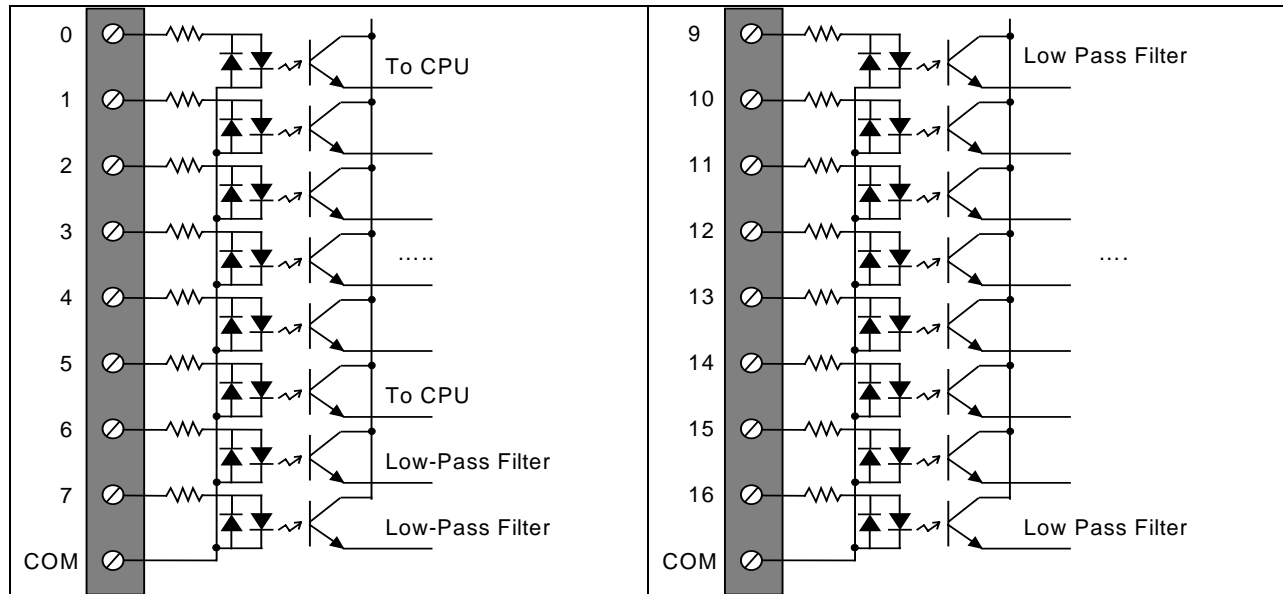 0
To CPU
1
2
3
.....
4
5
To CPU
6
Low-Pass Filter
7
Low-Pass Filter
COM
9
Low Pass Filter
10
11
12
....
13
14
15
16
Low Pass Filter
COM